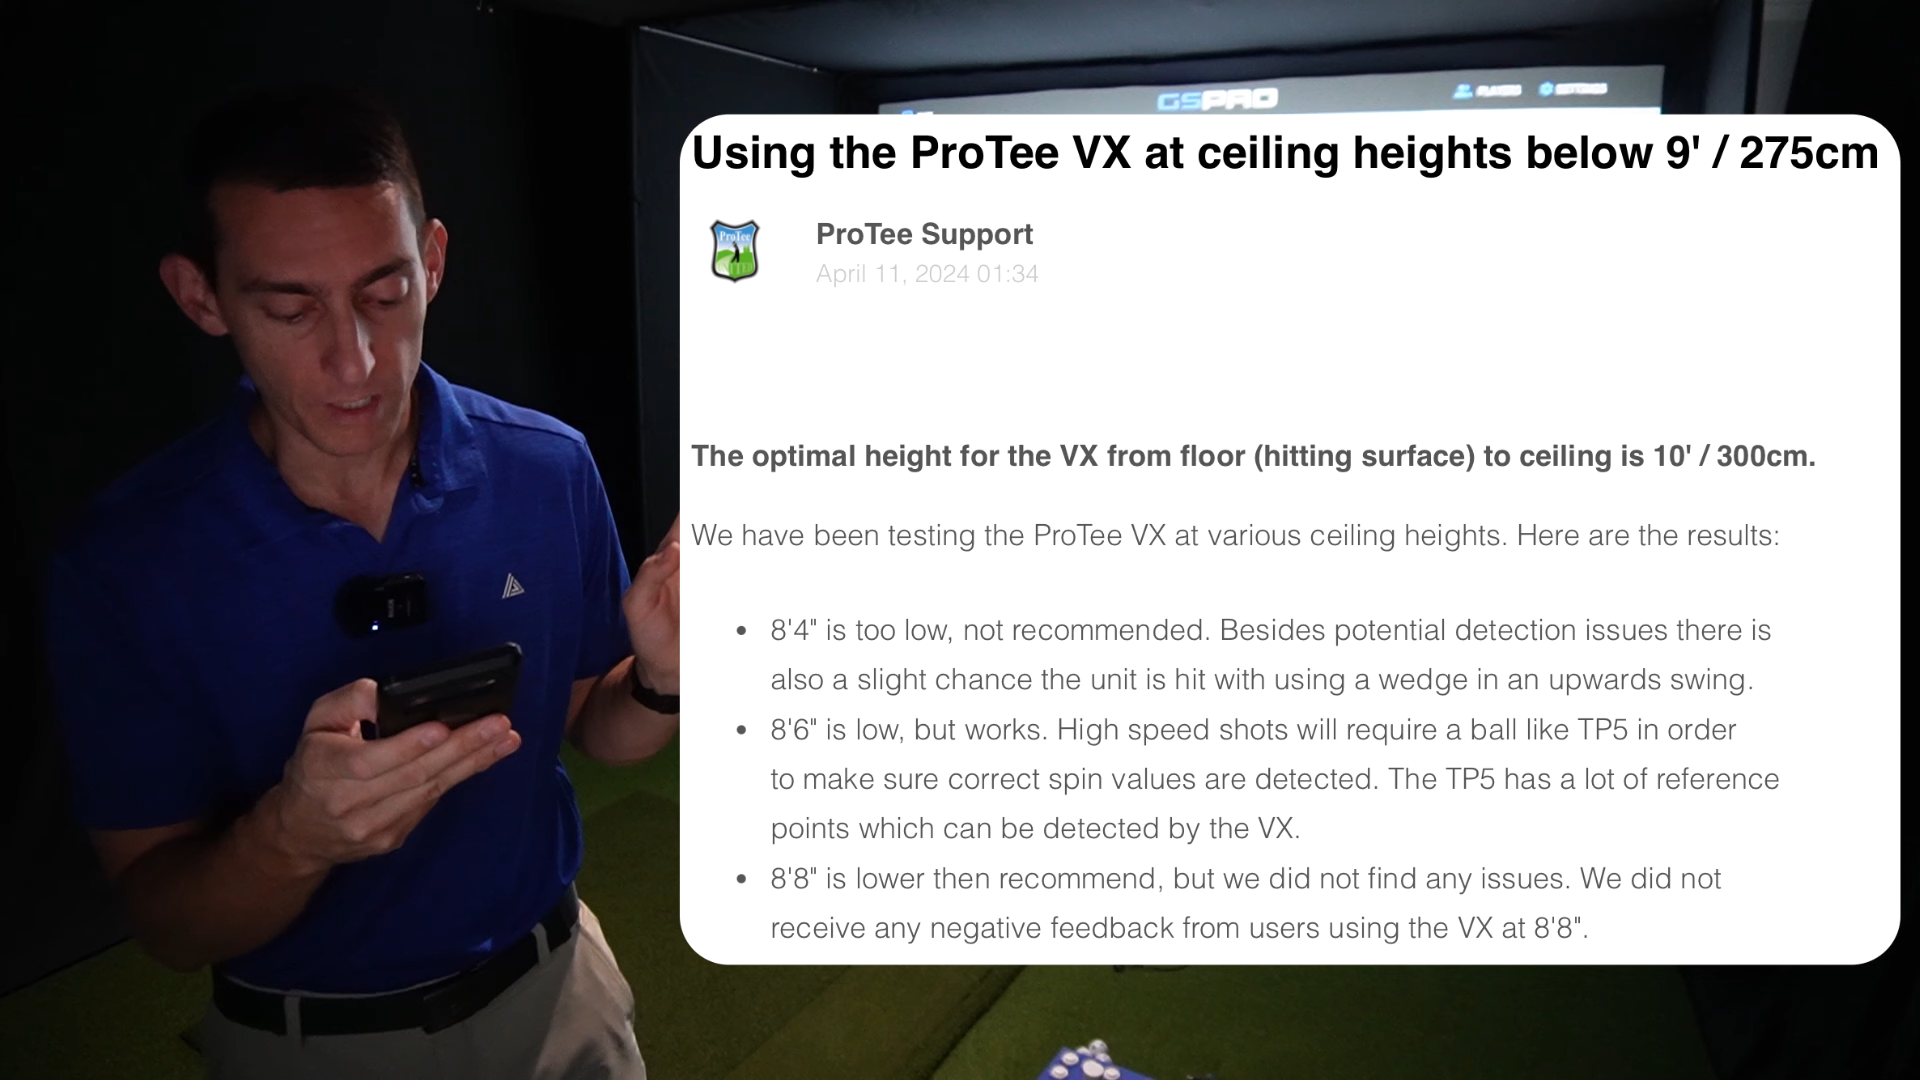 GSPRO
PLAYERS
SETTINGS
Using the ProTee VX at ceiling heights below 9' / 275cm
ProTee
ProTee Support
April 11, 2024 01:34
The optimal height for the VX from floor (hitting surface) to ceiling is 10' / 300cm.
We have been testing the ProTee VX at various ceiling heights. Here are the results:
• 8'4" is too low, not recommended. Besides potential detection issues there is
also a slight chance the unit is hit with using a wedge in an upwards swing.
• 8'6" is low, but works. High speed shots will require a ball like TP5 in order
to make sure correct spin values are detected. The TP5 has a lot of reference
points which can be detected by the VX.
• 8'8" is lower then recommend, but we did not find any issues. We did not
receive any negative feedback from users using the VX at 8'8".